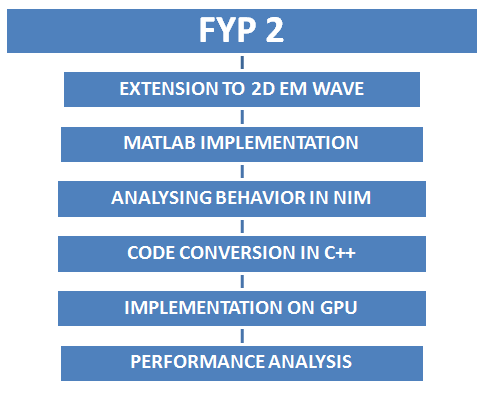 FYP 2
EXTENSION TO 2D EM WAVE
MATLAB IMPLEMENTATION
ANALYSING BEHAVIOR IN NIM
CODE CONVERSION IN C++
IMPLEMENTATION ON GPU
PERFORMANCE ANALYSIS